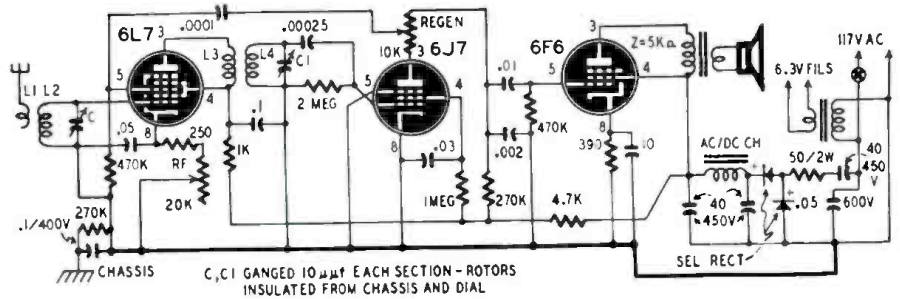 .0001
.00025
REGEN
6L7
3
L3
L4
C1
10K
3
6J7
6F6
3
Z=5KΩ
117V AC
6.3V FILS
L1 L2
C
5
4
2 MEG
5
4
.01
5
4
8
.05
250
.1
8
.03
.002
470K
8
390
10
AC/DC CH
50/2W
40
450
V
470K
RF
20K
1K
1MEG
270K
4.7K
40
450V
.05
600V
270K
.1/400V
CHASSIS
SEL RECT
C,C1 GANGED 10μμf EACH SECTION - ROTORS
INSULATED FROM CHASSIS AND DIAL